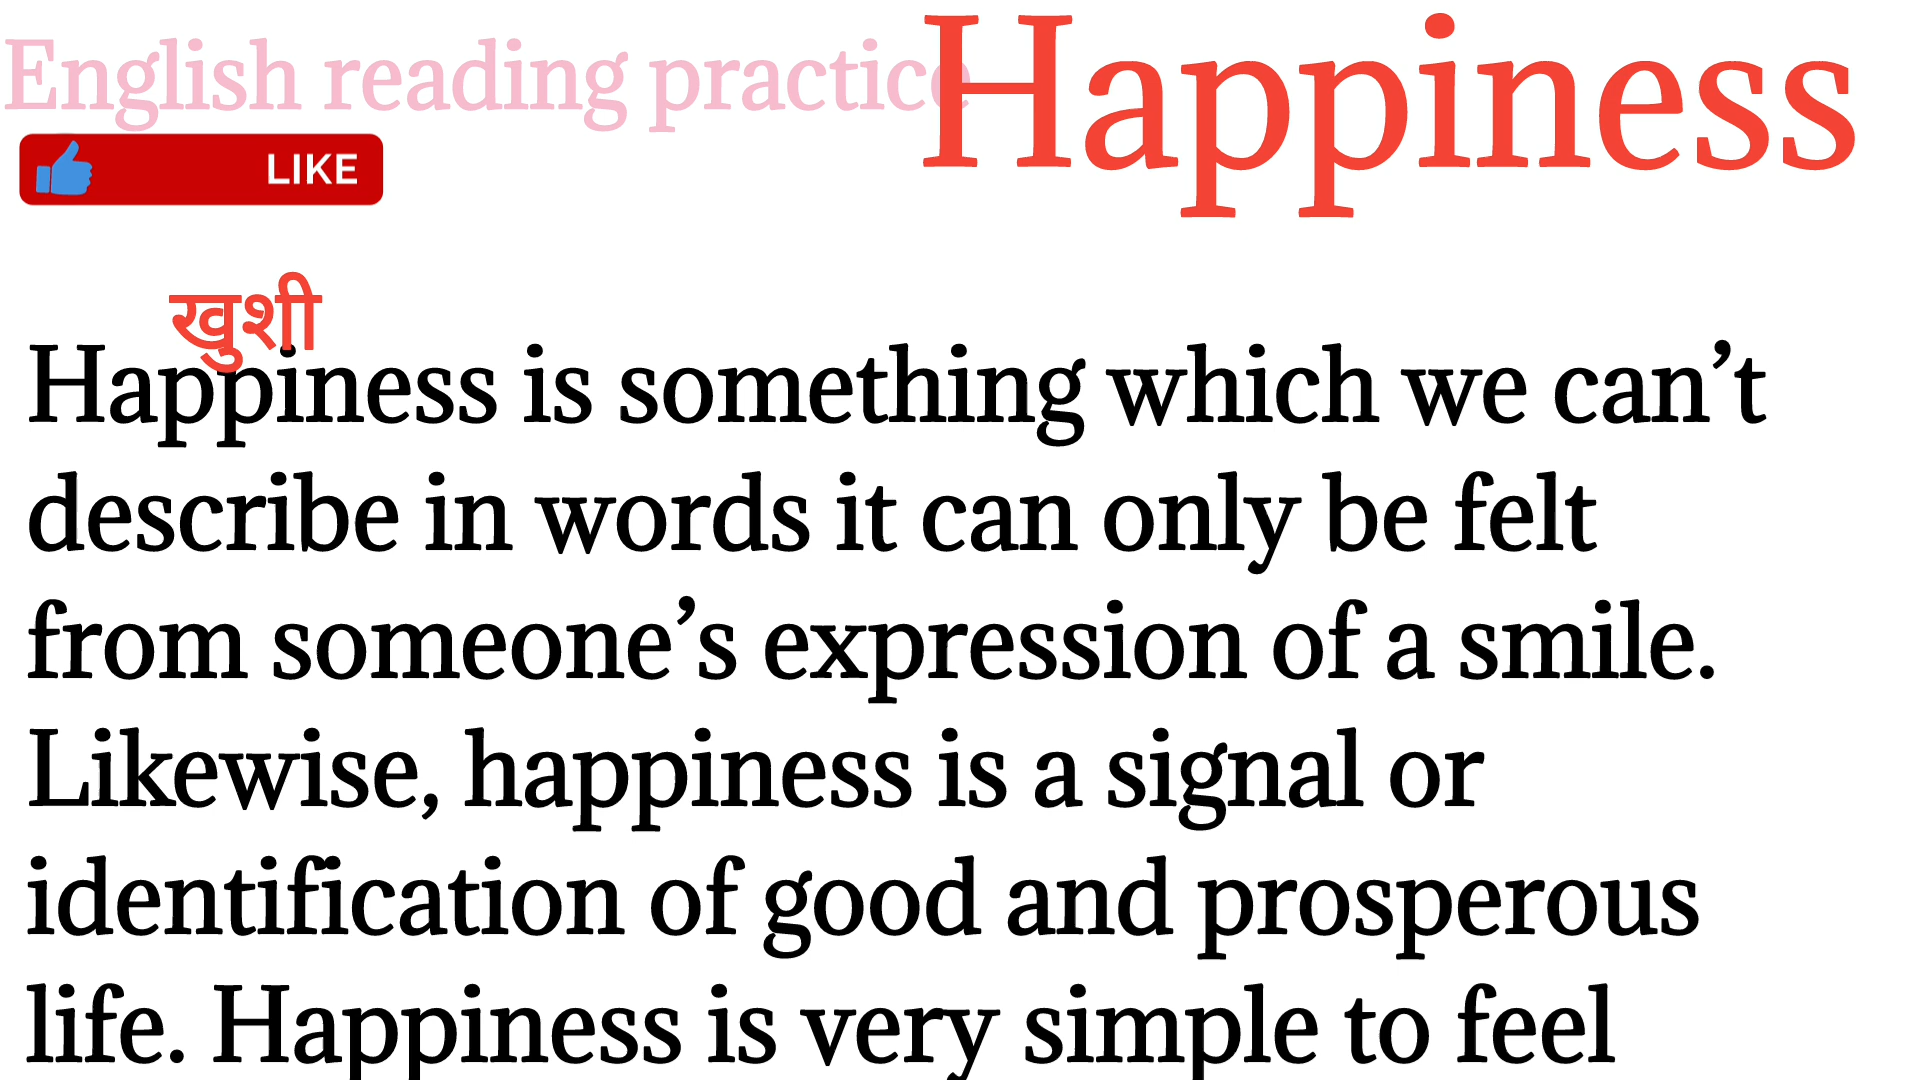 English reading practice
Happiness
LIKE
खुशी
Happiness is something which we can’t
describe in words it can only be felt
from someone’s expression of a smile.
Likewise, happiness is a signal or
identification of good and prosperous
life. Happiness is very simple to feel